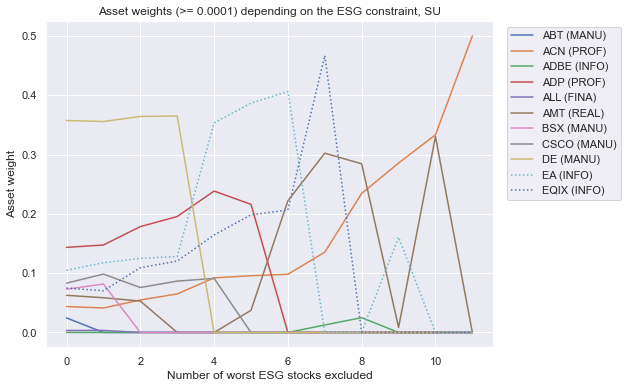 Asset weights (>= 0.0001) depending on the ESG constraint, SU
0.5
0.4
0.3
0.2
0.1
0.0
Asset weight
0 2 4 6 8 10
Number of worst ESG stocks excluded
ABT (MANU)
ACN (PROF)
ADBE (INFO)
ADP (PROF)
ALL (FINA)
AMT (REAL)
BSX (MANU)
CSCO (MANU)
DE (MANU)
EA (INFO)
EQIX (INFO)